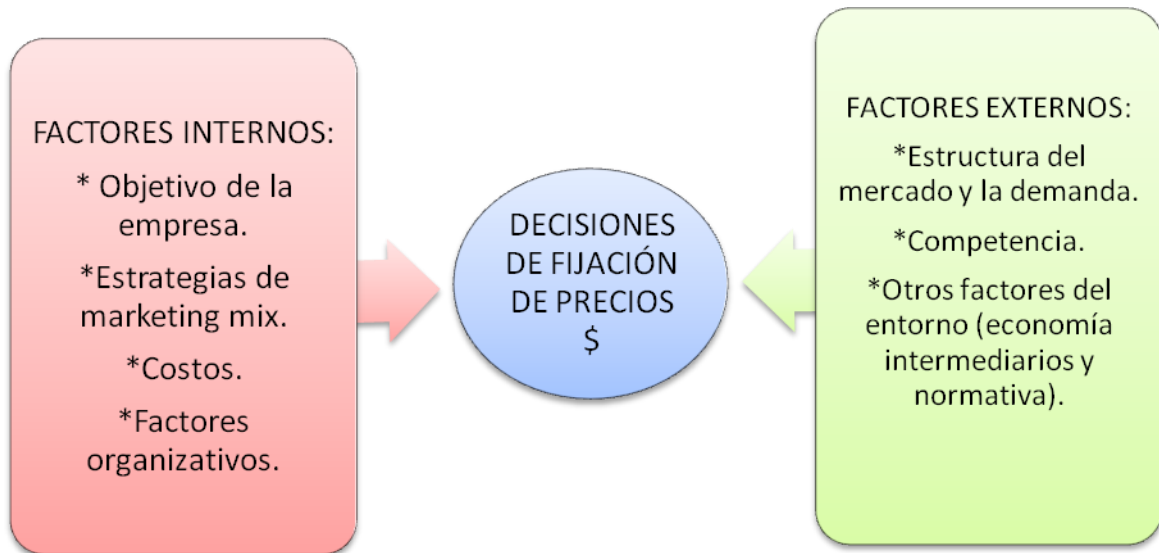 FACTORES INTERNOS:
* Objetivo de la
empresa.
*Estrategias de
marketing mix.
*Costos.
*Factores
organizativos.
DECISIONES
DE FIJACIÓN
DE PRECIOS
$
FACTORES EXTERNOS:
*Estructura del
mercado y la demanda.
*Competencia.
*Otros factores del
entorno (economía
intermediarios y
normativa).